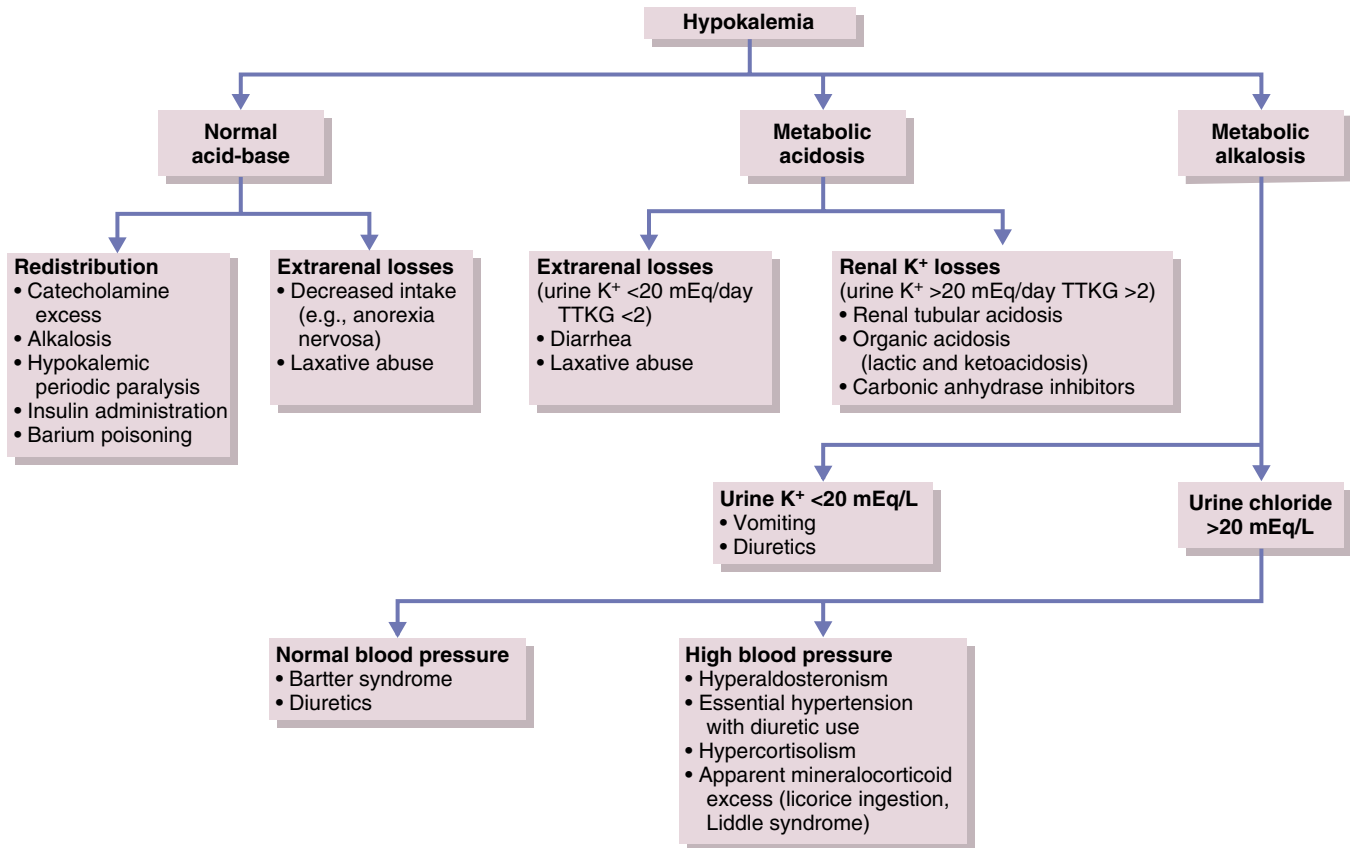 Hypokalemia
Normal
acid-base
Metabolic
acidosis
Metabolic
alkalosis
Redistribution
• Catecholamine
excess
• Alkalosis
• Hypokalemic
periodic paralysis
• Insulin administration
• Barium poisoning
Extrarenal losses
• Decreased intake
(e.g., anorexia
nervosa)
• Laxative abuse
Extrarenal losses
(urine K⁺ <20 mEq/day
TTKG <2)
• Diarrhea
• Laxative abuse
Renal K⁺ losses
(urine K⁺ >20 mEq/day TTKG >2)
• Renal tubular acidosis
• Organic acidosis
(lactic and ketoacidosis)
• Carbonic anhydrase inhibitors
Urine K⁺ <20 mEq/L
• Vomiting
• Diuretics
Urine chloride
>20 mEq/L
Normal blood pressure
• Bartter syndrome
• Diuretics
High blood pressure
• Hyperaldosteronism
• Essential hypertension
with diuretic use
• Hypercortisolism
• Apparent mineralocorticoid
excess (licorice ingestion,
Liddle syndrome)